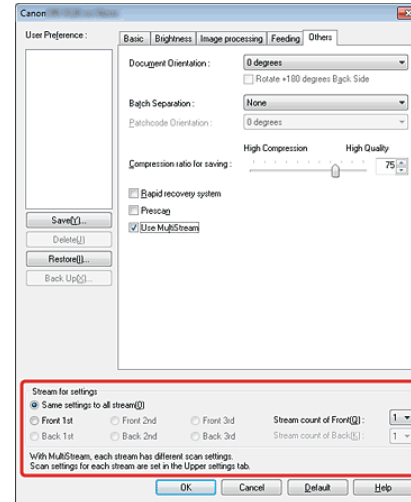 Canon
User Preference :
Basic Brightness Image processing Feeding Others
Document Orientation : 0 degrees
Rotate +180 degrees Back Side
Batch Separation : None
Patchcode Orientation : 0 degrees
High Compression High Quality
Compression ratio for saving : 75
Rapid recovery system
Prescan
Use MultiStream
Save(Y)...
Delete(J)
Restore(I)...
Back Up(X)...
Stream for settings
Same settings to all stream(0)
Front 1st Front 2nd Front 3rd Stream count of Front(Q) : 1
Back 1st Back 2nd Back 3rd Stream count of Back(K) : 1
With MultiStream, each stream has different scan settings.
Scan settings for each stream are set in the Upper settings tab.
OK Cancel Default Help